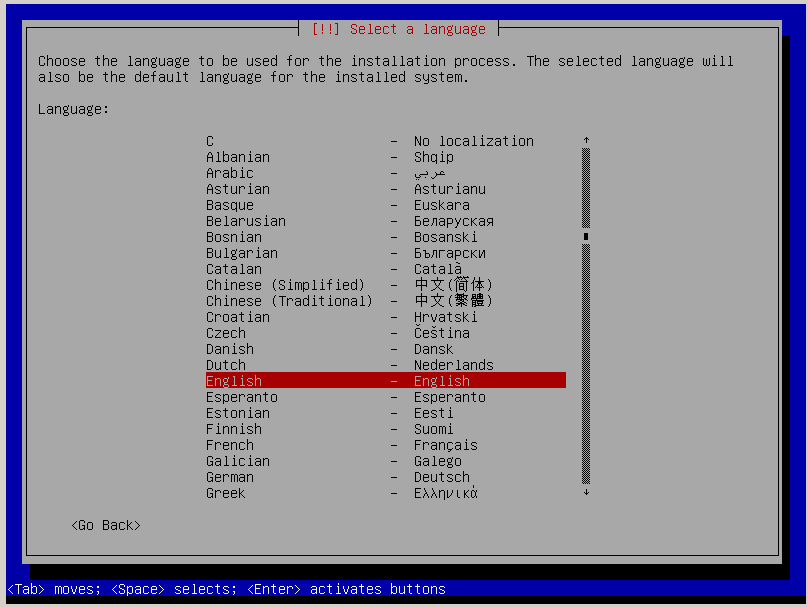 [!!] Select a language
Choose the language to be used for the installation process. The selected language will
also be the default language for the installed system.
Language:
C - No localization
Albanian - Shqip
Arabic - عربي
Asturian - Asturianu
Basque - Euskara
Belarusian - Беларуская
Bosnian - Bosanski
Bulgarian - Български
Catalan - Català
Chinese (Simplified) - 中文(简体)
Chinese (Traditional) - 中文(繁體)
Croatian - Hrvatski
Czech - Čeština
Danish - Dansk
Dutch - Nederlands
English - English
Esperanto - Esperanto
Estonian - Eesti
Finnish - Suomi
French - Français
Galician - Galego
German - Deutsch
Greek - Ελληνικά
<Go Back>
<Tab> moves; <Space> selects; <Enter> activates buttons